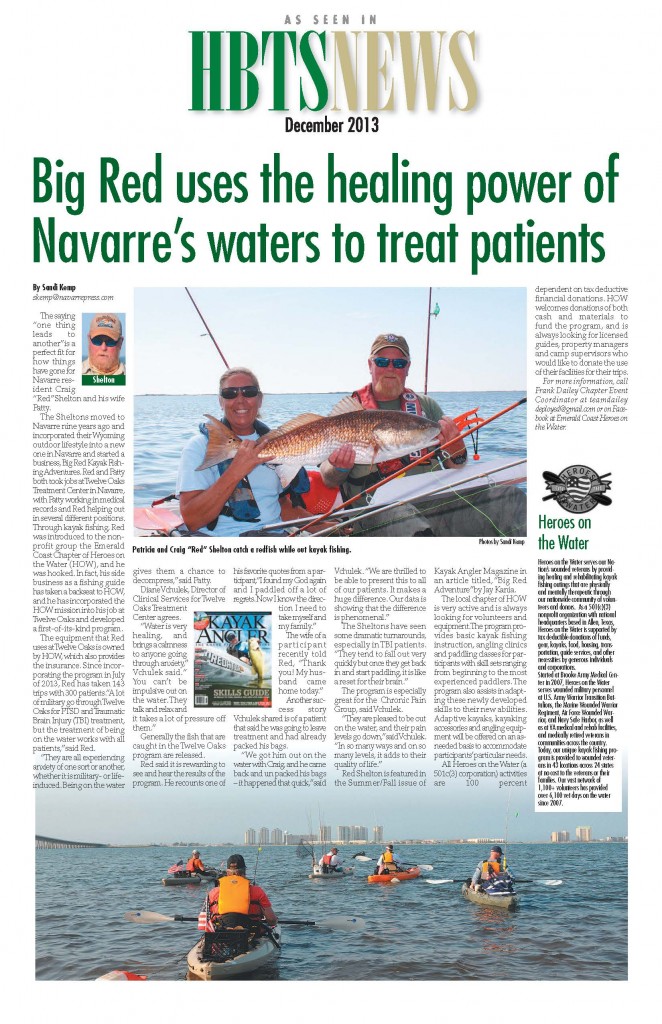 AS SEEN IN
HBTSNEWS
December 2013
Big Red uses the healing power of
Navarre's waters to treat patients
By Sandi Kemp
skemp@navarrepress.com
The saying
"one thing
leads to
another" is a
perfect fit for
how things
have gone for
Navarre res-
ident Craig
"Red" Shelton and his wife
Patty.
Shelton
The Sheltons moved to
Navarre nine years ago and
incorporated their Wyoming
outdoor lifestyle into a new
one in Navarre and started a
business, Big Red Kayak Fish-
ing Adventures. Red and Patty
both took jobs at Twelve Oaks
Treatment Center in Navarre,
with Patty working in medical
records and Red helping out
in several different positions.
Through kayak fishing, Red
was introduced to the non-
profit group the Emerald
Coast Chapter of Heroes on
the Water (HOW), and he
was hooked. In fact, his side
business as a fishing guide
has taken a backseat to HOW,
and he has incorporated the
HOW mission into his job at
Twelve Oaks and developed
a first-of-its-kind program.
The equipment that Red
uses at Twelve Oaks is owned
by HOW, which also provides
the insurance. Since incor-
porating the program in July
of 2013, Red has taken 143
trips with 300 patients. "A lot
of military go through Twelve
Oaks for PTSD and Traumatic
Brain Injury (TBI) treatment,
but the treatment of being
on the water works with all
patients," said Red.
"They are all experiencing
anxiety of one sort or another,
whether it is military- or life-
induced. Being on the water
Photos by Sandi Kemp
Patricia and Craig "Red" Shelton catch a redfish while out kayak fishing.
gives them a chance to
decompress," said Patty.
Diane Vchulek, Director of
Clinical Services for Twelve
Oaks Treatment
Center agrees.
"Water is very
healing, and
brings a calmness
to anyone going
through anxiety,"
Vchulek said.
"You can't be
impulsive out on
the water. They
talk and relax and
it takes a lot of pressure off
them."
Generally the fish that are
caught in the Twelve Oaks
program are released.
Red said it is rewarding to
see and hear the results of the
program. He recounts one of
KAYAK
ANGLER
PREDATORS
SKILLS GUIDE
his favorite quotes from a par-
ticipant, "I found my God again
and I paddled off a lot of
regrets. Now I know the direc-
tion I need to
take myself and
my family."
The wife of a
participant
recently told
Red, "Thank
you! My hus-
band came
home today."
Another suc-
cess story
Vchulek shared is of a patient
that said he was going to leave
treatment and had already
packed his bags.
"We got him out on the
water with Craig, and he came
back and un packed his bags
– it happened that quick," said
Vchulek. "We are thrilled to
be able to present this to all
of our patients. It makes a
huge difference. Our data is
showing that the difference
is phenomenal."
The Sheltons have seen
some dramatic turnarounds,
especially in TBI patients.
"They tend to fall out very
quickly but once they get back
in and start paddling, it is like
a reset for their brain."
The program is especially
great for the Chronic Pain
Group, said Vchulek.
"They are pleased to be out
on the water, and their pain
levels go down," said Vchulek.
"In so many ways and on so
many levels, it adds to their
quality of life."
Red Shelton is featured in
the Summer/Fall issue of
Kayak Angler Magazine in
an article titled, "Big Red
Adventure" by Jay Karia.
The local chapter of HOW
is very active and is always
looking for volunteers and
equipment. The program pro-
vides basic kayak fishing
instruction, angling clinics
and paddling classes for par-
ticipants with skill sets ranging
from beginning to the most
experienced paddlers. The
program also assists in adapt-
ing these newly developed
skills to their new abilities.
Adaptive kayaks, kayaking
accessories and angling equip-
ment will be offered on an as-
needed basis to accommodate
participants' particular needs.
All Heroes on the Water (a
501c(3) corporation) activities
are 100 percent
dependent on tax deductive
financial donations. HOW
welcomes donations of both
cash and materials to
fund the program, and is
always looking for licensed
guides, property managers
and camp supervisors who
would like to donate the use
of their facilities for their trips.
For more information, call
Frank Dailey Chapter Event
Coordinator at teamdailey
deployed@gmail.com or on Face-
book at Emerald Coast Heroes on
the Water.
HEROES
ON THE
WATER
Heroes on
the Water
Heroes on the Water serves our Na-
tion's wounded veterans by provid-
ing healing and rehabilitating kayak
fishing outings that are physically
and mentally therapeutic through
our nationwide community of volun-
teers and donors. As a 501(c)(3)
nonprofit organization with national
headquarters based in Allen, Texas,
Heroes on the Water is supported by
tax deductible donations of funds,
gear, kayaks, food, housing, trans-
portation, guide services, and other
necessities by generous individuals
and corporations.
Started at Brooke Army Medical Cen-
ter in 2007, Heroes on the Water
serves wounded military personnel
at U.S. Army Warrior Transition Bat-
talions, the Marine Wounded Warrior
Regiment, Air Force Wounded War-
rior, and Navy Safe Harbor, as well
as at VA medical and rehab facilities,
and medically retired veterans in
communities across the country.
Today, our unique kayak fishing pro-
gram is provided to wounded veter-
ans in 43 locations across 24 states
at no cost to the veterans or their
families. Our vast network of
1,100+ volunteers has provided
over 6,100 vet days on the water
since 2007.